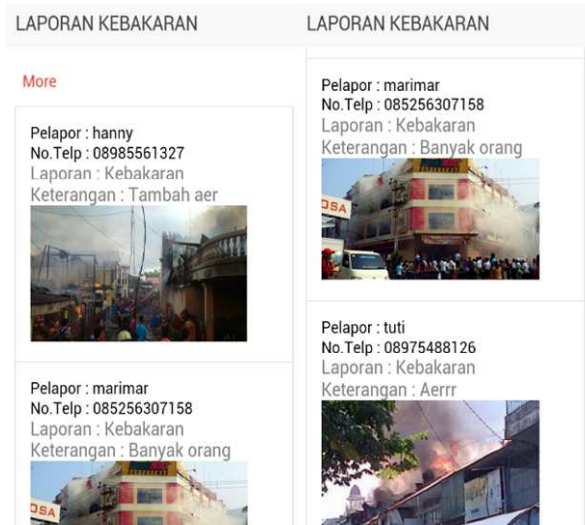 LAPORAN KEBAKARAN
More
Pelapor : hanny
No.Telp : 08985561327
Laporan : Kebakaran
Keterangan : Tambah aer
Pelapor : marimar
No.Telp : 085256307158
Laporan : Kebakaran
Keterangan : Banyak orang
OSA
LAPORAN KEBAKARAN
Pelapor : marimar
No.Telp : 085256307158
Laporan : Kebakaran
Keterangan : Banyak orang
OSA
Pelapor : tuti
No.Telp : 08975488126
Laporan : Kebakaran
Keterangan : Aerrr